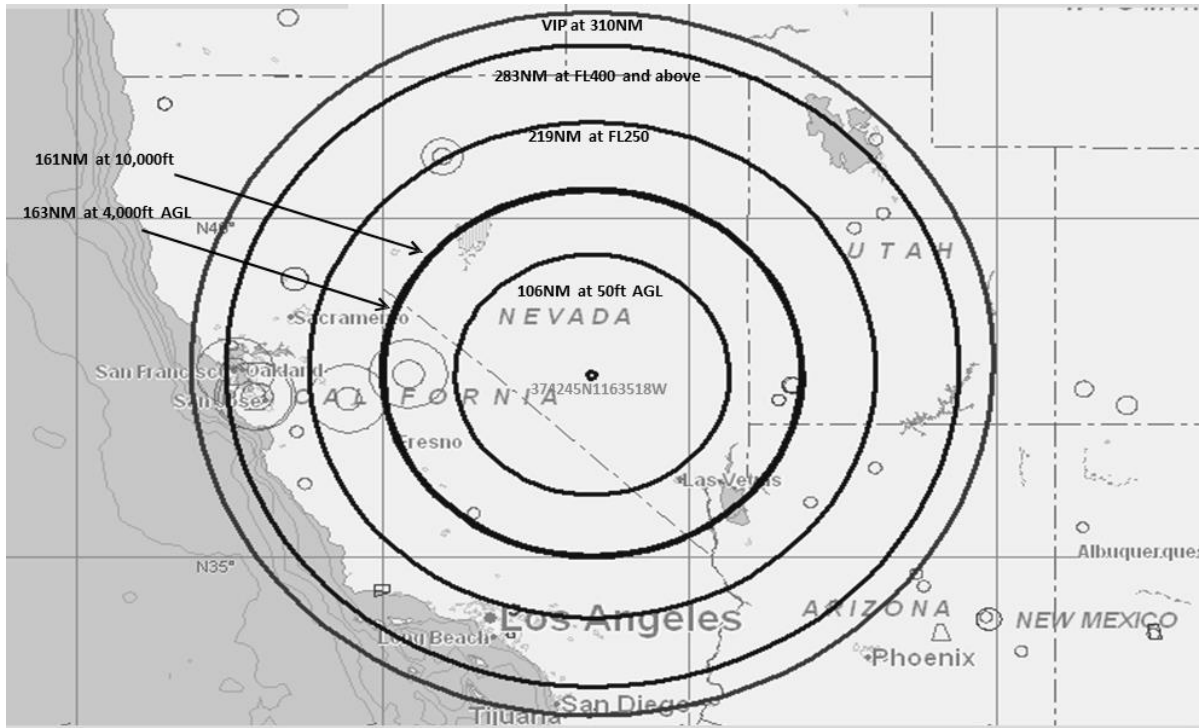 VIP at 310NM
283NM at FL400 and above
219NM at FL250
161NM at 10,000ft
163NM at 4,000ft AGL
N40°
UTAH
106NM at 50ft AGL
NEVADA
Sacramento
San Francisco
Oakland
374245N1163518W
San Jose
CALIFORNIA
Fresno
Las Vegas
N35°
Albuquerque
ARIZONA
NEW MEXICO
Los Angeles
Long Beach
Phoenix
San Diego
Tijuana